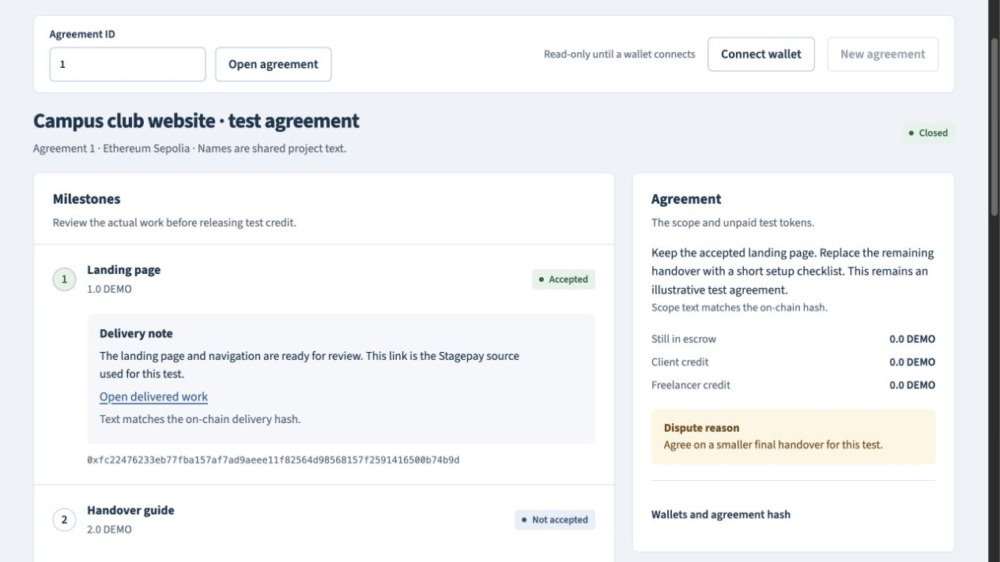 Agreement ID
1
Open agreement
Read-only until a wallet connects
Connect wallet
New agreement
Campus club website · test agreement
Agreement 1 · Ethereum Sepolia · Names are shared project text.
Closed
Milestones
Review the actual work before releasing test credit.
1
Landing page
1.0 DEMO
Accepted
Delivery note
The landing page and navigation are ready for review. This link is the Stagepay source
used for this test.
Open delivered work
Text matches the on-chain delivery hash.
0xfc22476233eb77fba157af7ad9aeee11f82564d98568157f2591416500b74b9d
2
Handover guide
2.0 DEMO
Not accepted
Agreement
The scope and unpaid test tokens.
Keep the accepted landing page. Replace the remaining
handover with a short setup checklist. This remains an
illustrative test agreement.
Scope text matches the on-chain hash.
Still in escrow 0.0 DEMO
Client credit 0.0 DEMO
Freelancer credit 0.0 DEMO
Dispute reason
Agree on a smaller final handover for this test.
Wallets and agreement hash